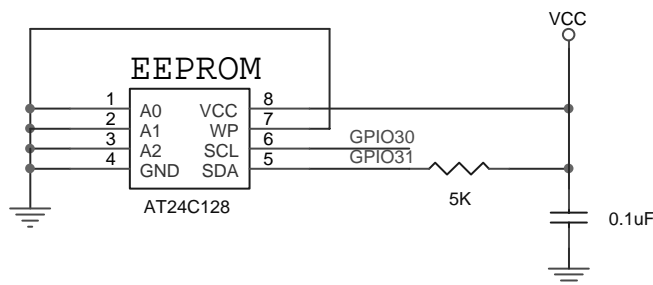 VCC
EEPROM
1 A0 VCC 8
2 A1 WP 7
3 A2 SCL 6 GPIO30
4 GND SDA 5 GPIO31
AT24C128
5K
0.1uF